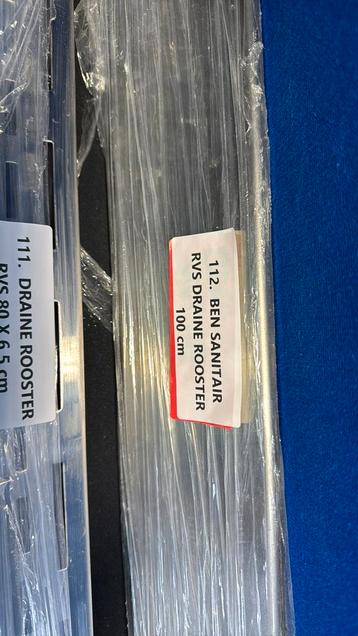 111. DRAINE ROOSTER
RVS 80 X 6,5 cm
112. BEN SANITAIR
RVS DRAINE ROOSTER
100 cm